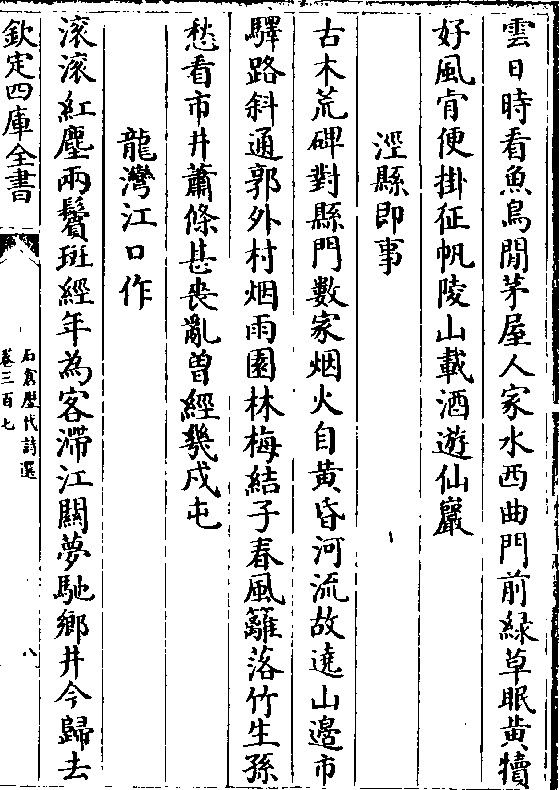 雲日時看魚鳥閒茅屋人家水西曲門前緑草眠黄犢
好風肯便掛征帆陵山載酒遊仙巖
涇縣即事
古木荒碑對縣門數家烟火自黄昏河流故遶山邉市
驛路斜通郭外村烟雨園林梅結子春風籬落竹生孫
愁看市井蕭條甚喪亂曾經幾戍屯
龍灣江口作
滚滚紅塵兩鬢斑經年為客滯江關夢馳鄉井今歸去
欽定四庫全書
石倉歷代詩選
卷三百七
八